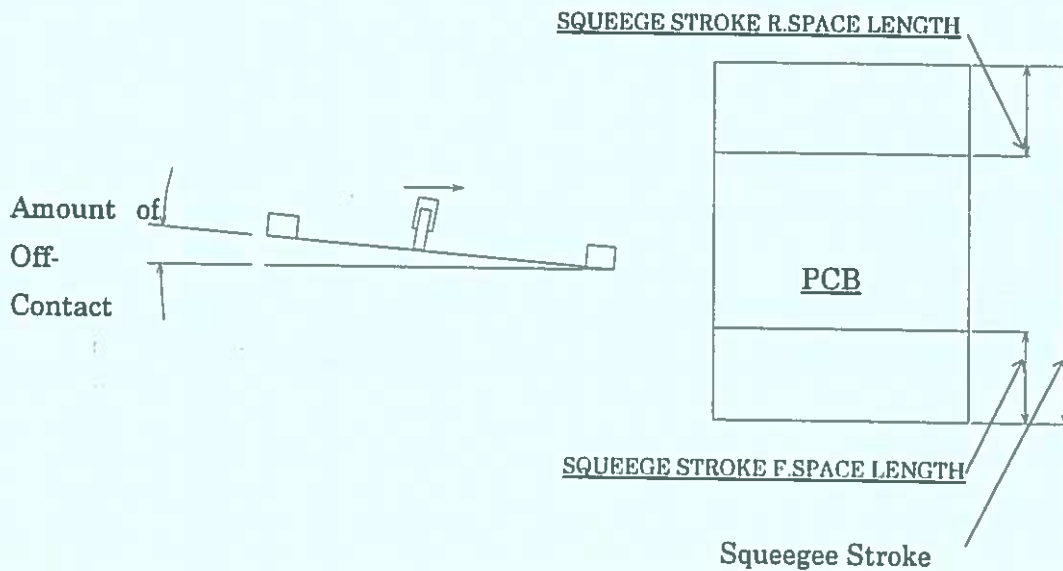 SQUEEGE STROKE R.SPACE LENGTH
Amount of
Off-
Contact
PCB
SQUEEGE STROKE F.SPACE LENGTH
Squeegee Stroke